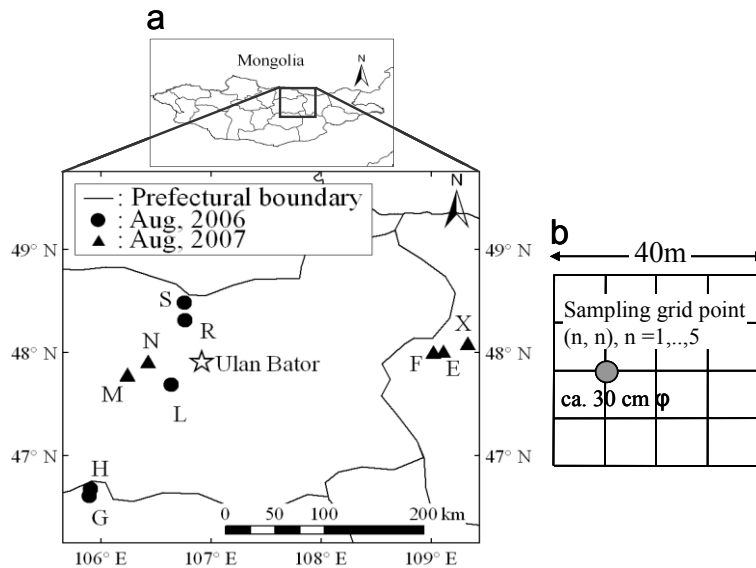 a
Mongolia
N
N
— : Prefectural boundary
● : Aug, 2006
▲ : Aug, 2007
49° N
49° N
S
R
N
M
Ulan Bator
L
F
E
X
48° N
48° N
47° N
47° N
H
G
0 50 100 200 km
106° E
107° E
108° E
109° E
b
40m
Sampling grid point
(n, n), n =1,..,5
ca. 30 cm φ